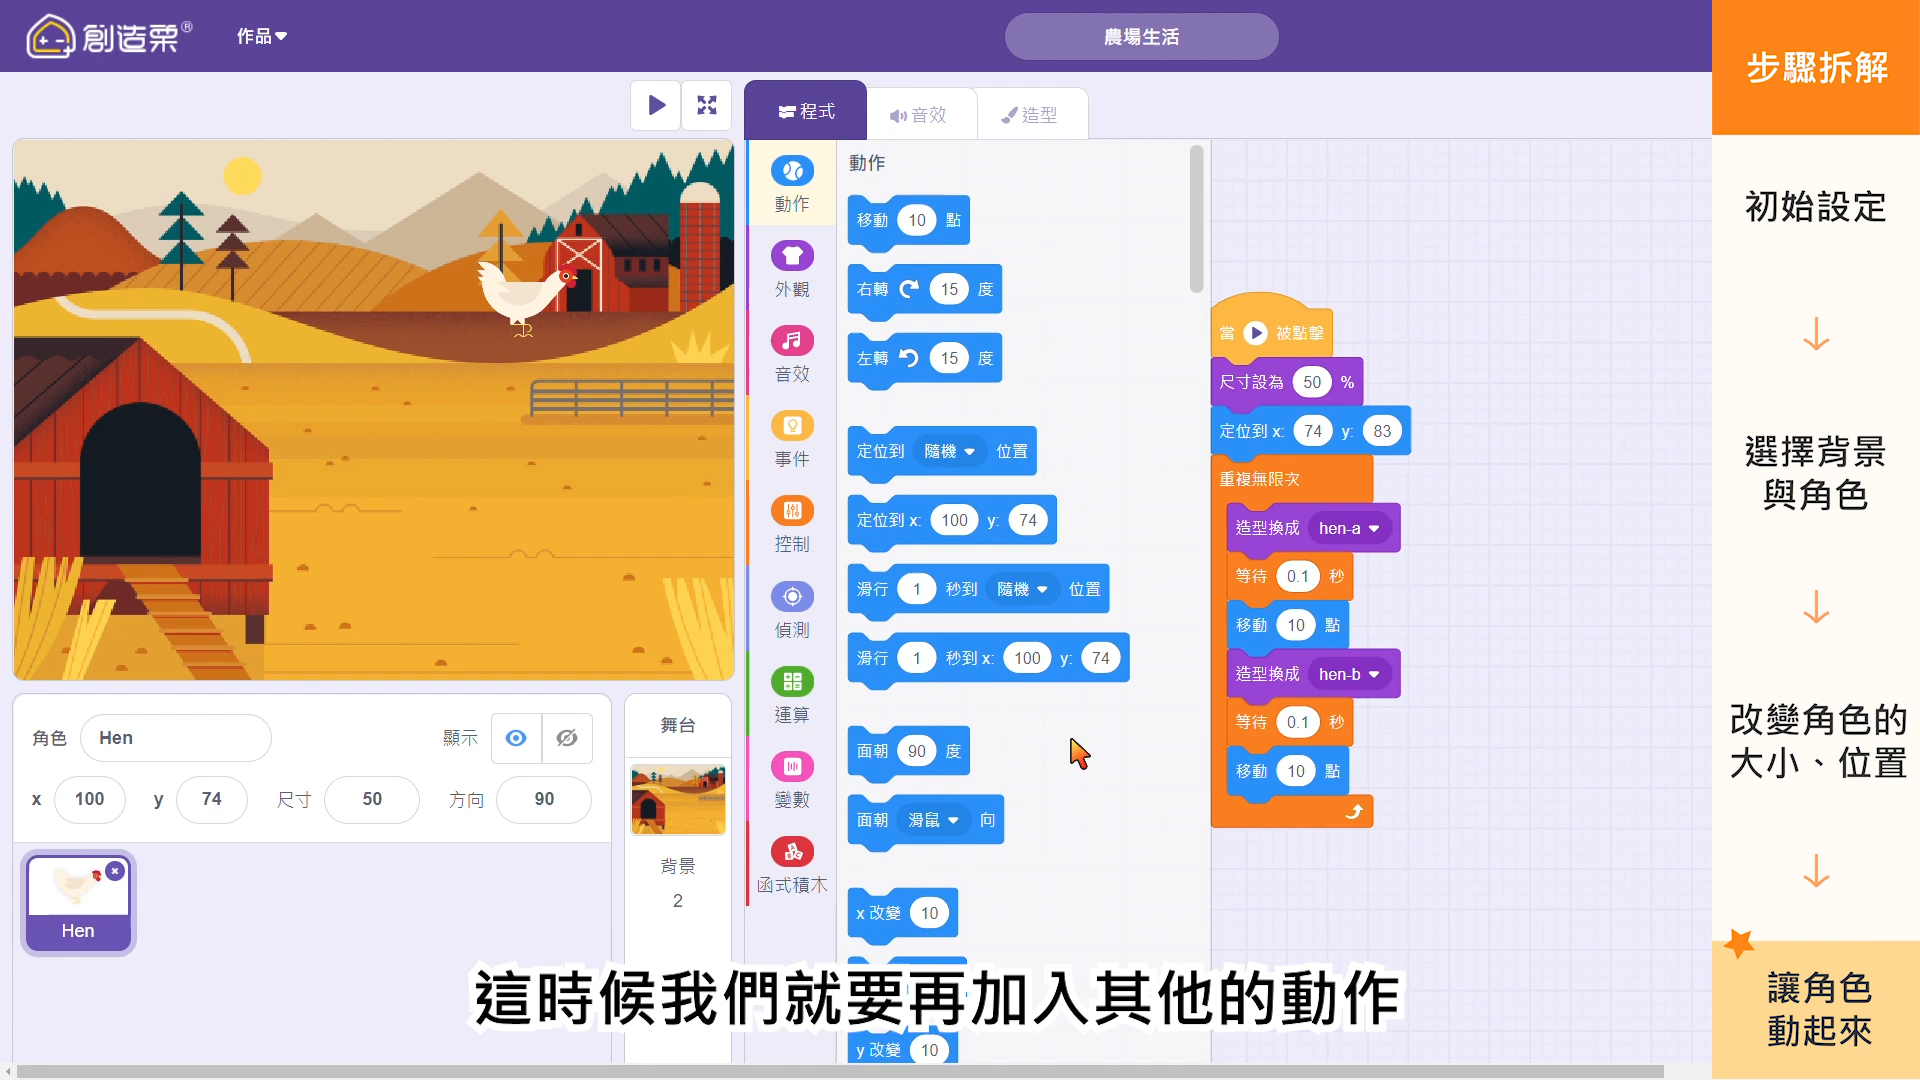 創造栗®
作品
農場生活
步驟拆解
初始設定
↓
選擇背景
與角色
↓
改變角色的
大小、位置
↓
讓角色
動起來
程式
音效
造型
動作
外觀
音效
事件
控制
偵測
運算
變數
函式積木
動作
移動 10 點
右轉 15 度
左轉 15 度
定位到 隨機 位置
定位到 x: 100 y: 74
滑行 1 秒到 隨機 位置
滑行 1 秒到 x: 100 y: 74
面朝 90 度
面朝 滑鼠 向
x 改變 10
y 改變 10
當 被點擊
尺寸設為 50 %
定位到 x: 74 y: 83
重複無限次
造型換成 hen-a
等待 0.1 秒
移動 10 點
造型換成 hen-b
等待 0.1 秒
移動 10 點
角色 Hen 顯示
x 100 y 74 尺寸 50 方向 90
Hen
舞台
背景
2
這時候我們就要再加入其他的動作